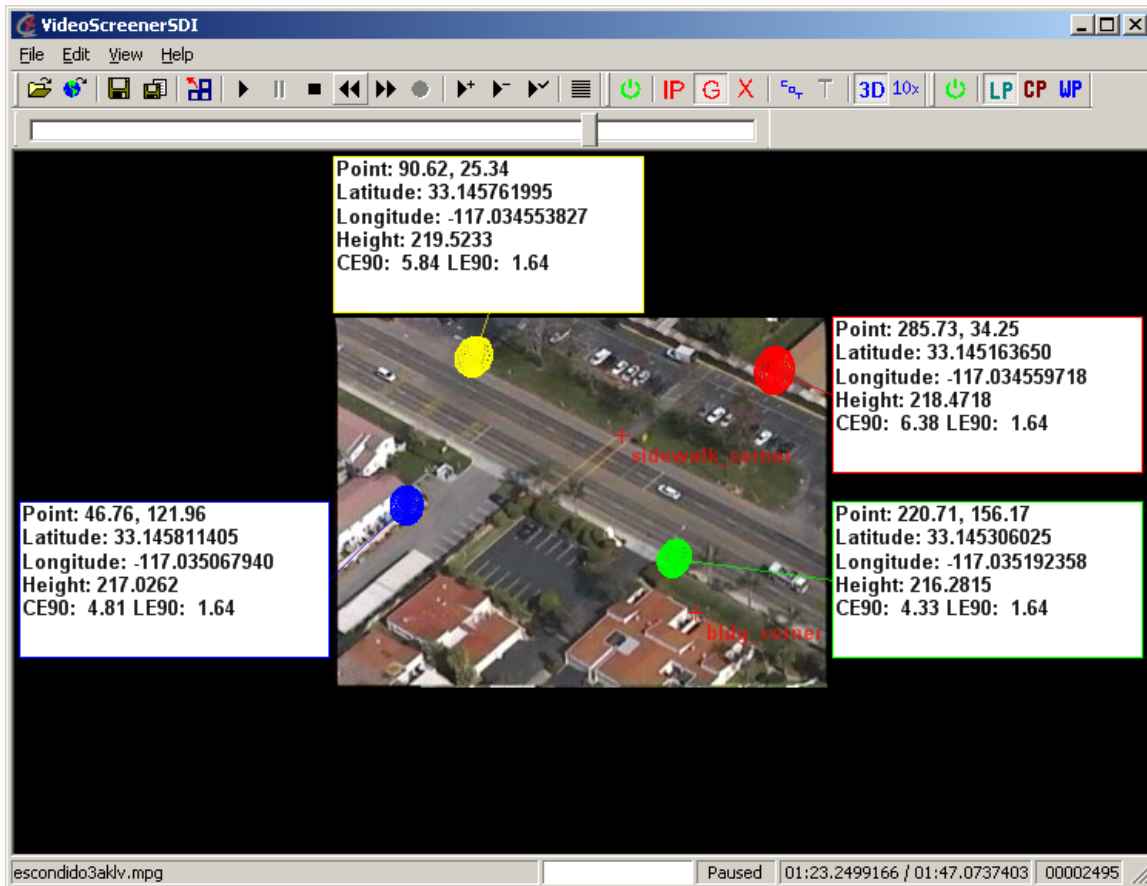 VideoScreenerSDI
File Edit View Help
IP G X C O T T 3D 10x LP CP WP
Point: 90.62, 25.34
Latitude: 33.145761995
Longitude: -117.034553827
Height: 219.5233
CE90: 5.84 LE90: 1.64
Point: 285.73, 34.25
Latitude: 33.145163650
Longitude: -117.034559718
Height: 218.4718
CE90: 6.38 LE90: 1.64
sidewalk_corner
Point: 46.76, 121.96
Latitude: 33.145811405
Longitude: -117.035067940
Height: 217.0262
CE90: 4.81 LE90: 1.64
Point: 220.71, 156.17
Latitude: 33.145306025
Longitude: -117.035192358
Height: 216.2815
CE90: 4.33 LE90: 1.64
bldg_corner
escondido3aklv.mpg Paused 01:23.2499166 / 01:47.0737403 00002495